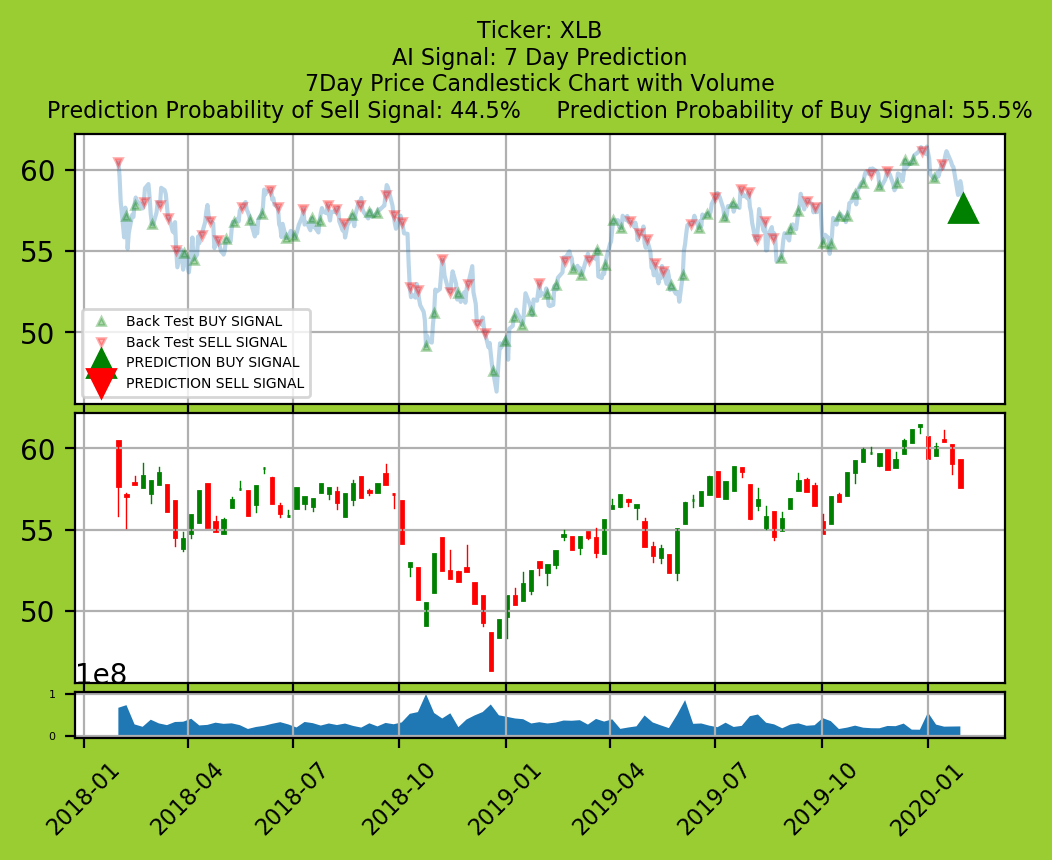 Ticker: XLB
AI Signal: 7 Day Prediction
7Day Price Candlestick Chart with Volume
Prediction Probability of Sell Signal: 44.5%     Prediction Probability of Buy Signal: 55.5%
60
55
50
Back Test BUY SIGNAL
Back Test SELL SIGNAL
PREDICTION BUY SIGNAL
PREDICTION SELL SIGNAL
60
55
50
1e8
1
0
2018-01
2018-04
2018-07
2018-10
2019-01
2019-04
2019-07
2019-10
2020-01